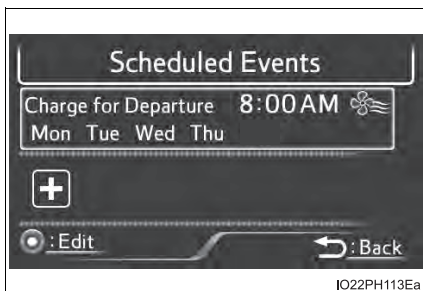 Scheduled Events
Charge for Departure 8:00AM
Mon Tue Wed Thu
+
: Edit
: Back
IO22PH113Ea